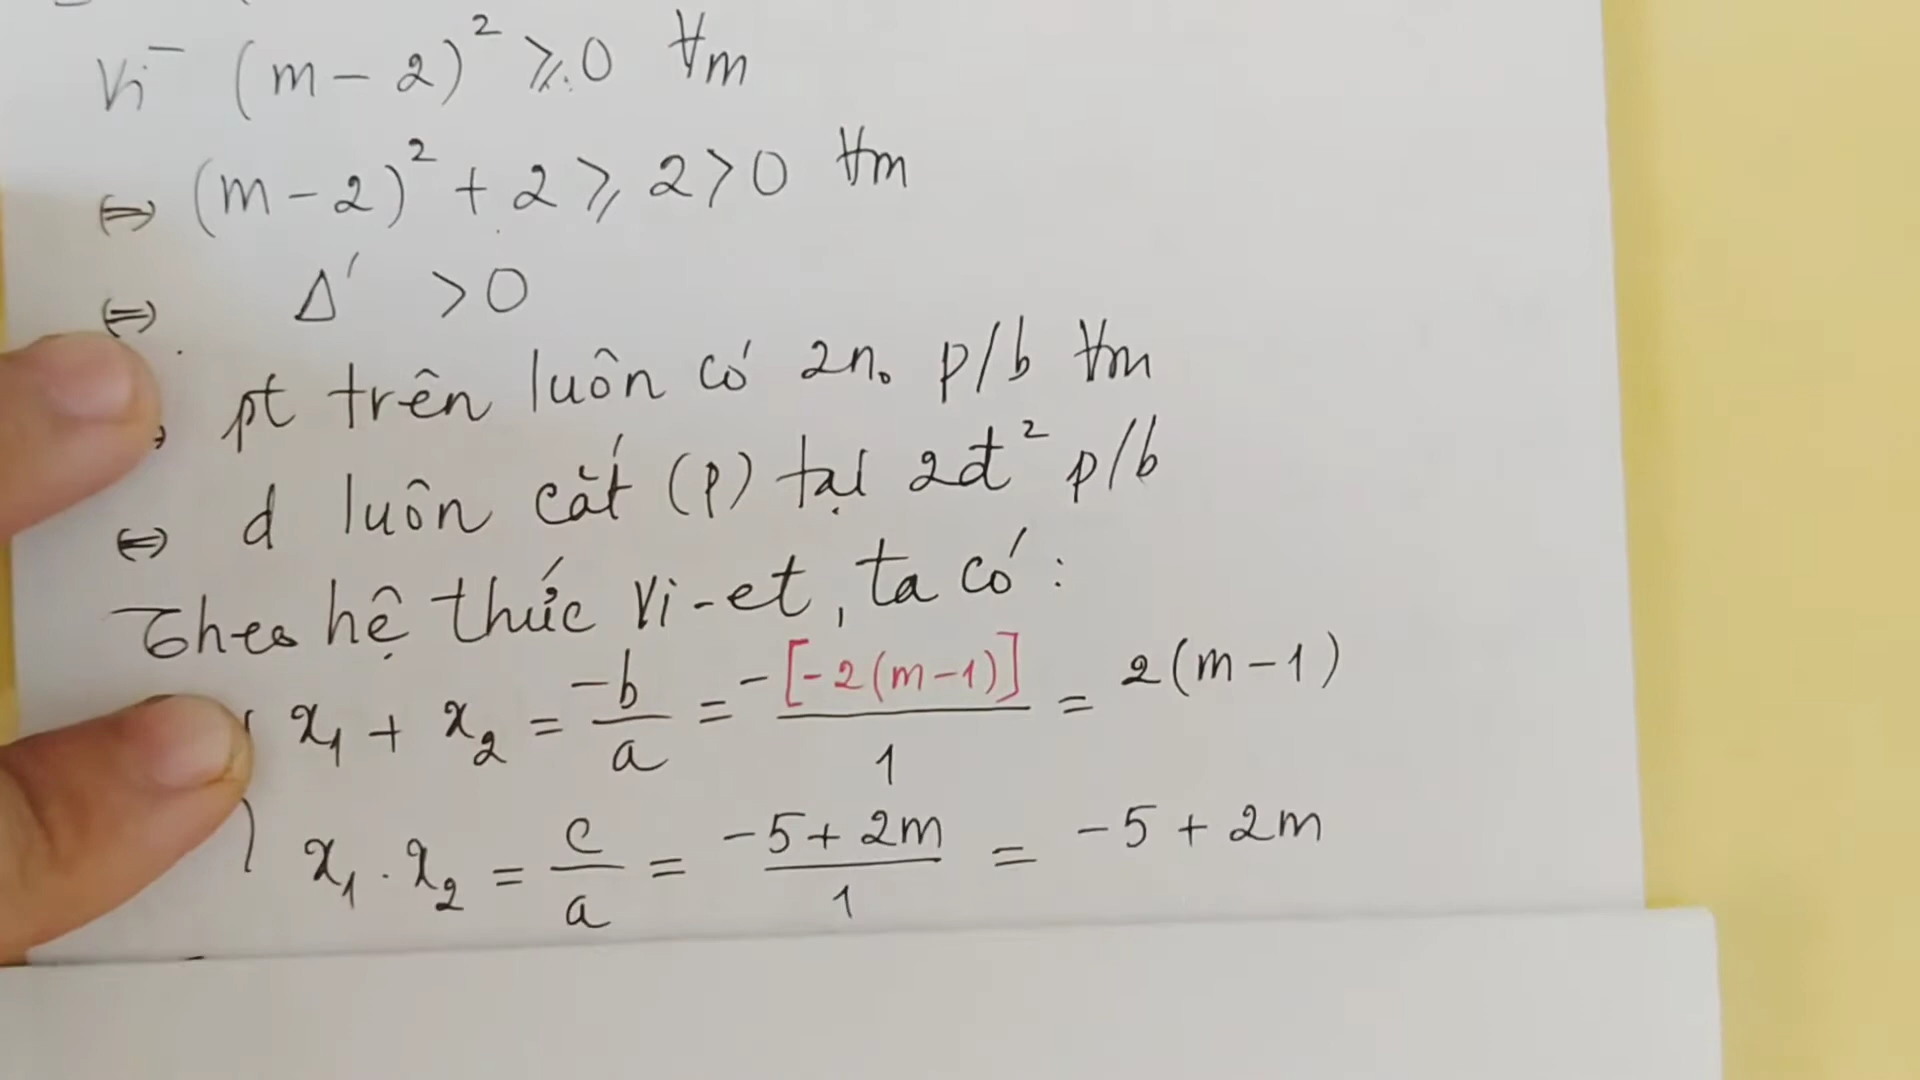 Vì (m-2)² ≥ 0 ∀m
⇔ (m-2)² + 2 ≥ 2 > 0 ∀m
⇔ Δ' > 0
pt trên luôn có 2n₀ p/b ∀m
⇔ d luôn cắt (P) tại 2đ² p/b
Theo hệ thức Vi-et, ta có:
x₁ + x₂ = -b/a = -[-2(m-1)]/1 = 2(m-1)
x₁ . x₂ = c/a = -5+2m/1 = -5+2m